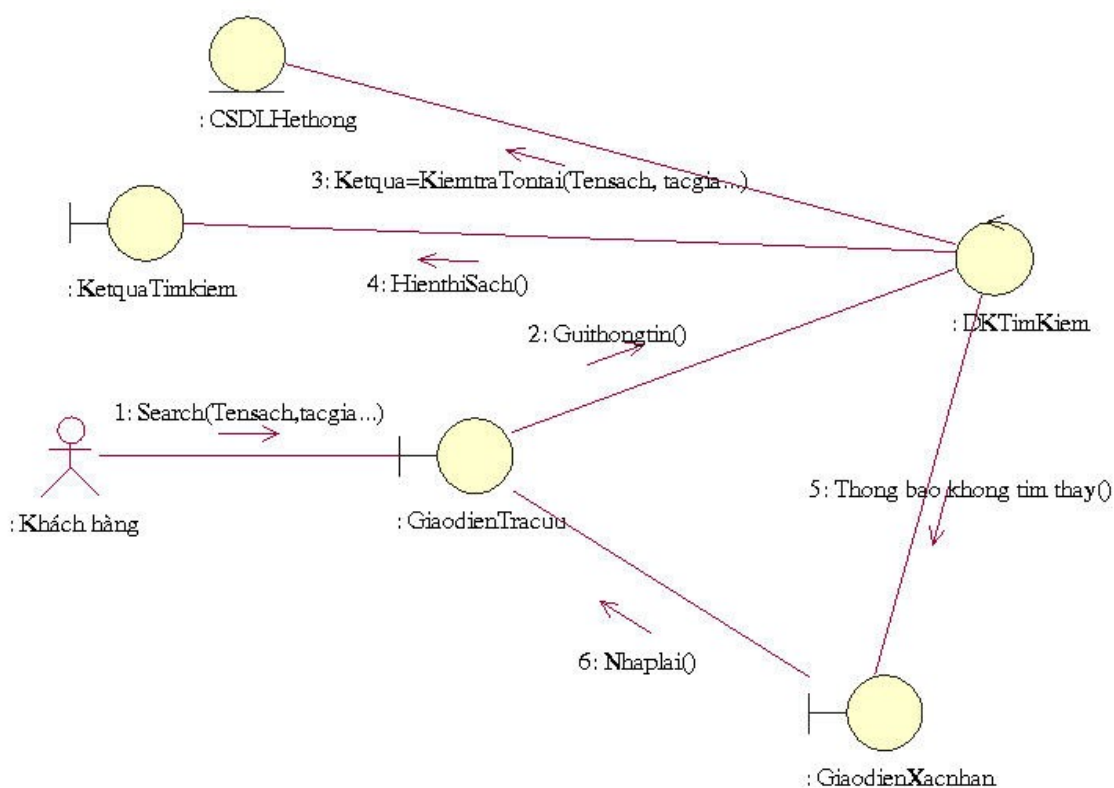 : CSDLHethong
3: Ketqua=KiemtraTontai(Tensach, tacgia...)
: KetquaTimkiem
4: HienthiSach()
: DKTimKiem
2: Guithongtin()
1: Search(Tensach,tacgia...)
5: Thong bao khong tim thay()
: Khách hàng
: GiaodienTracuu
6: Nhaplai()
: GiaodienXacnhan